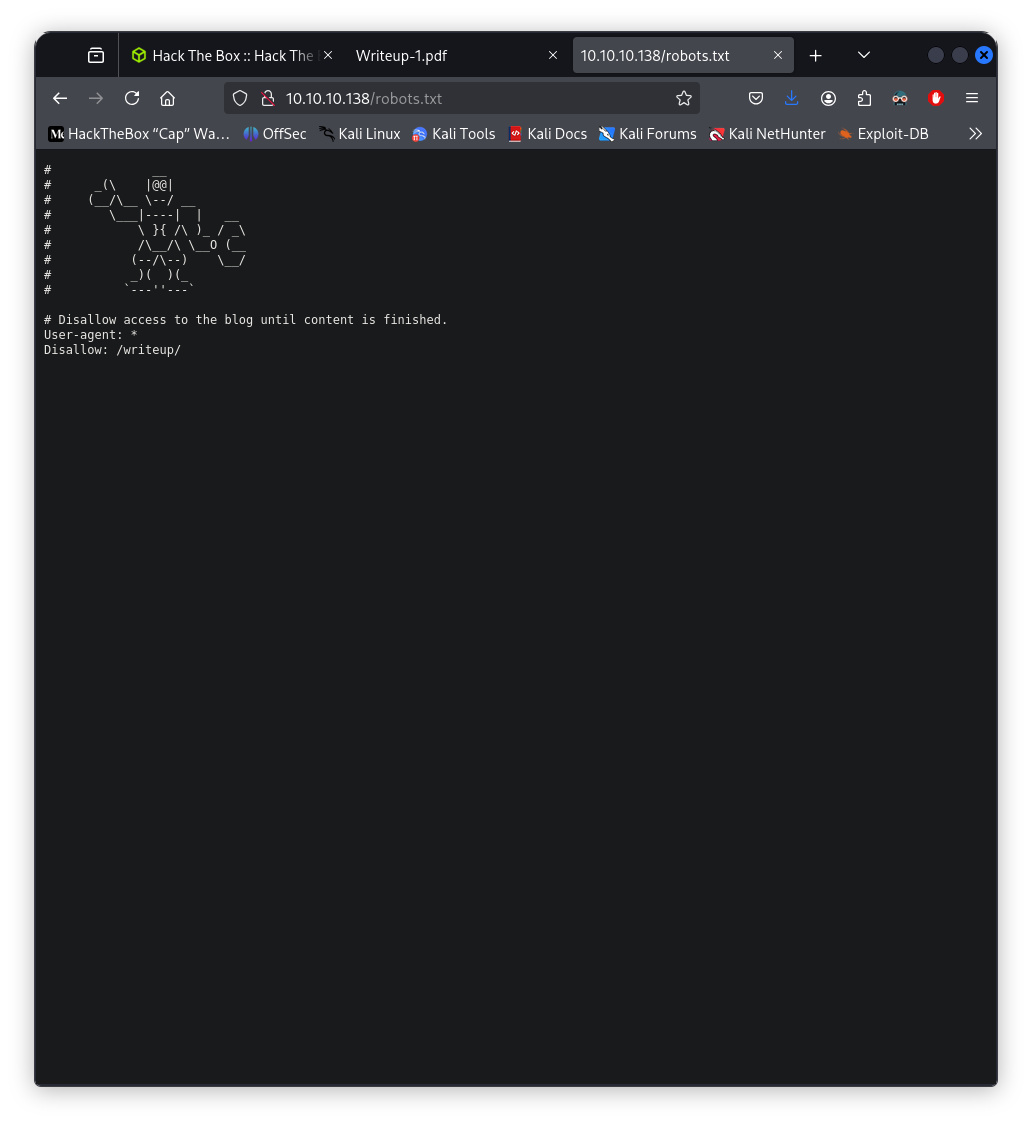 Hack The Box :: Hack The
Writeup-1.pdf
10.10.10.138/robots.txt
10.10.10.138/robots.txt
HackTheBox “Cap” Wa…
OffSec
Kali Linux
Kali Tools
Kali Docs
Kali Forums
Kali NetHunter
Exploit-DB
#              __
#      _(\    |@@|
#     (__/\__ \--/ __
#        \___|----|  |   __
#            \ }{ /\ )_ / _\
#            /\__/\ \__O (__
#           (--/\--)    \__/
#           _)(  )(_
#          `---''---`
# Disallow access to the blog until content is finished.
User-agent: *
Disallow: /writeup/